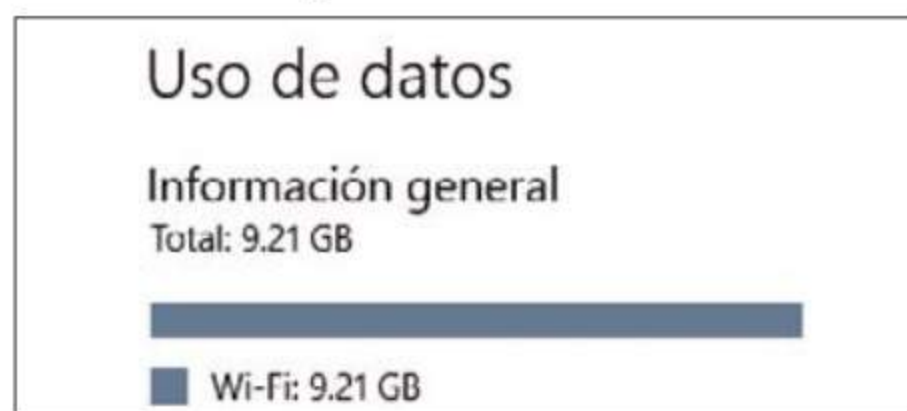 Uso de datos
Información general
Total: 9.21 GB
Wi-Fi: 9.21 GB